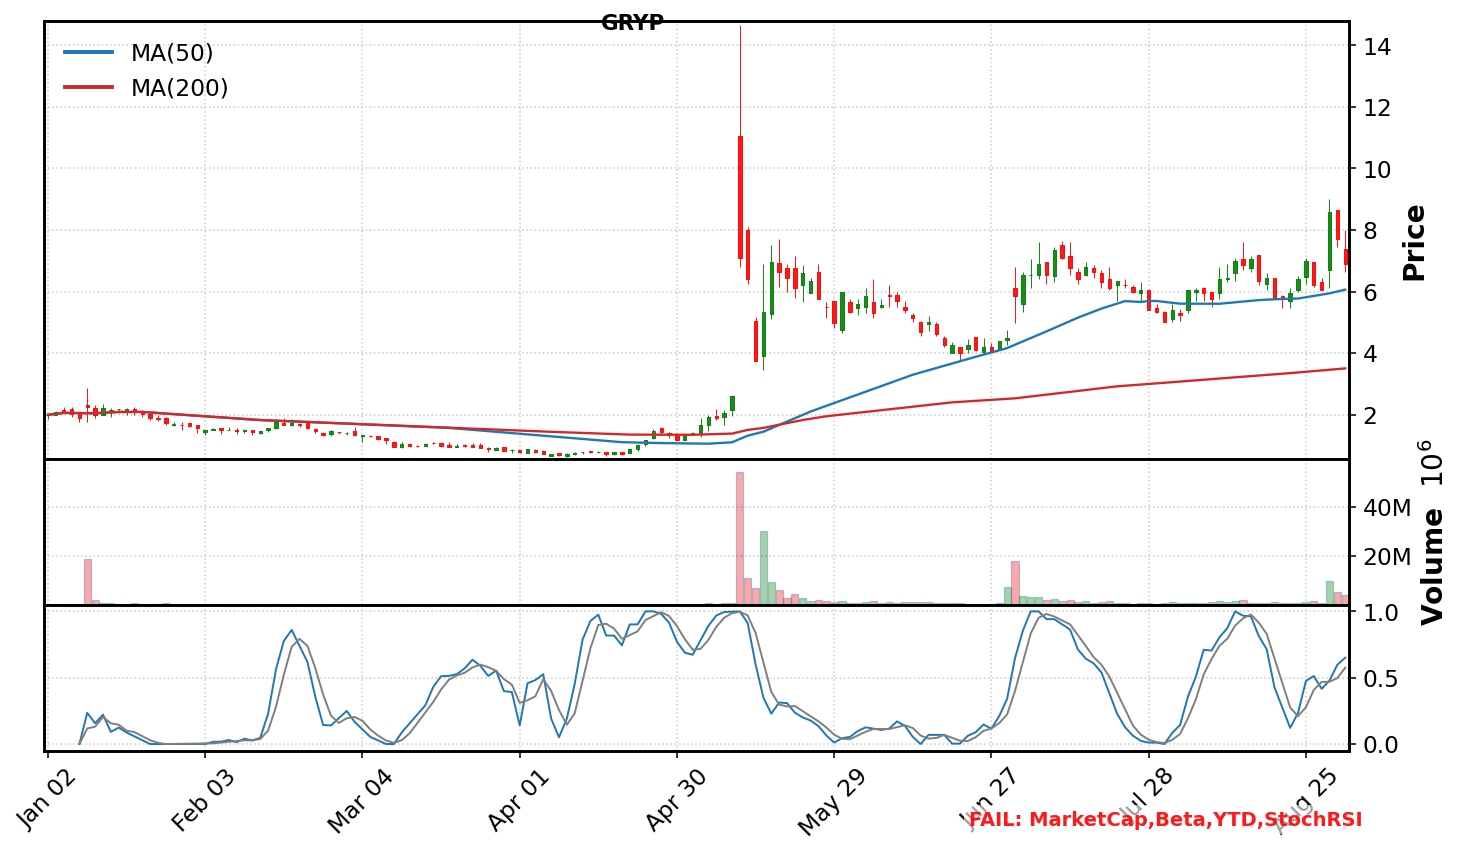 GRYP
MA(50)
MA(200)
14
12
10
8
6
4
2
Price
40M
20M
Volume 10^6
1.0
0.5
0.0
Jan 02
Feb 03
Mar 04
Apr 01
Apr 30
May 29
Jun 27
Jul 28
Aug 25
FAIL: MarketCap,Beta,YTD,StochRSI